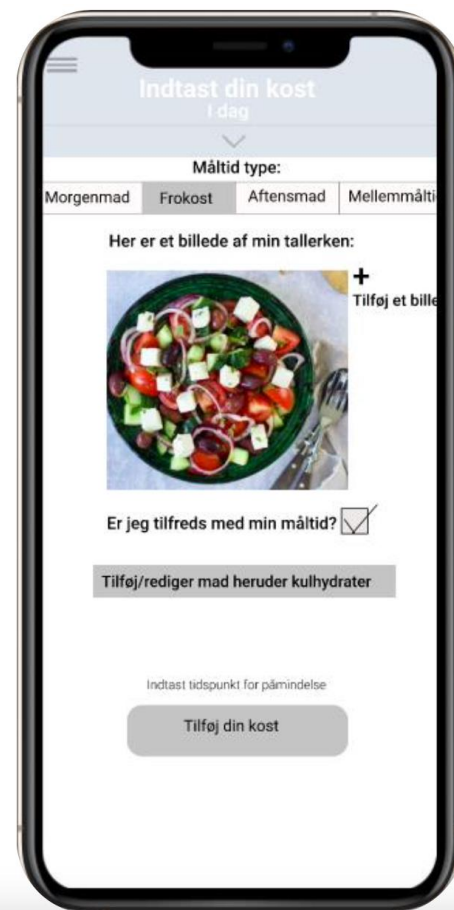 Indtast din kost
I dag
Måltid type:
Morgenmad Frokost Aftensmad Mellemmålti
Her er et billede af min tallerken:
+
Tilføj et bille
Er jeg tilfreds med min måltid?
Tilføj/rediger mad heruder kulhydrater
Indtast tidspunkt for påmindelse
Tilføj din kost